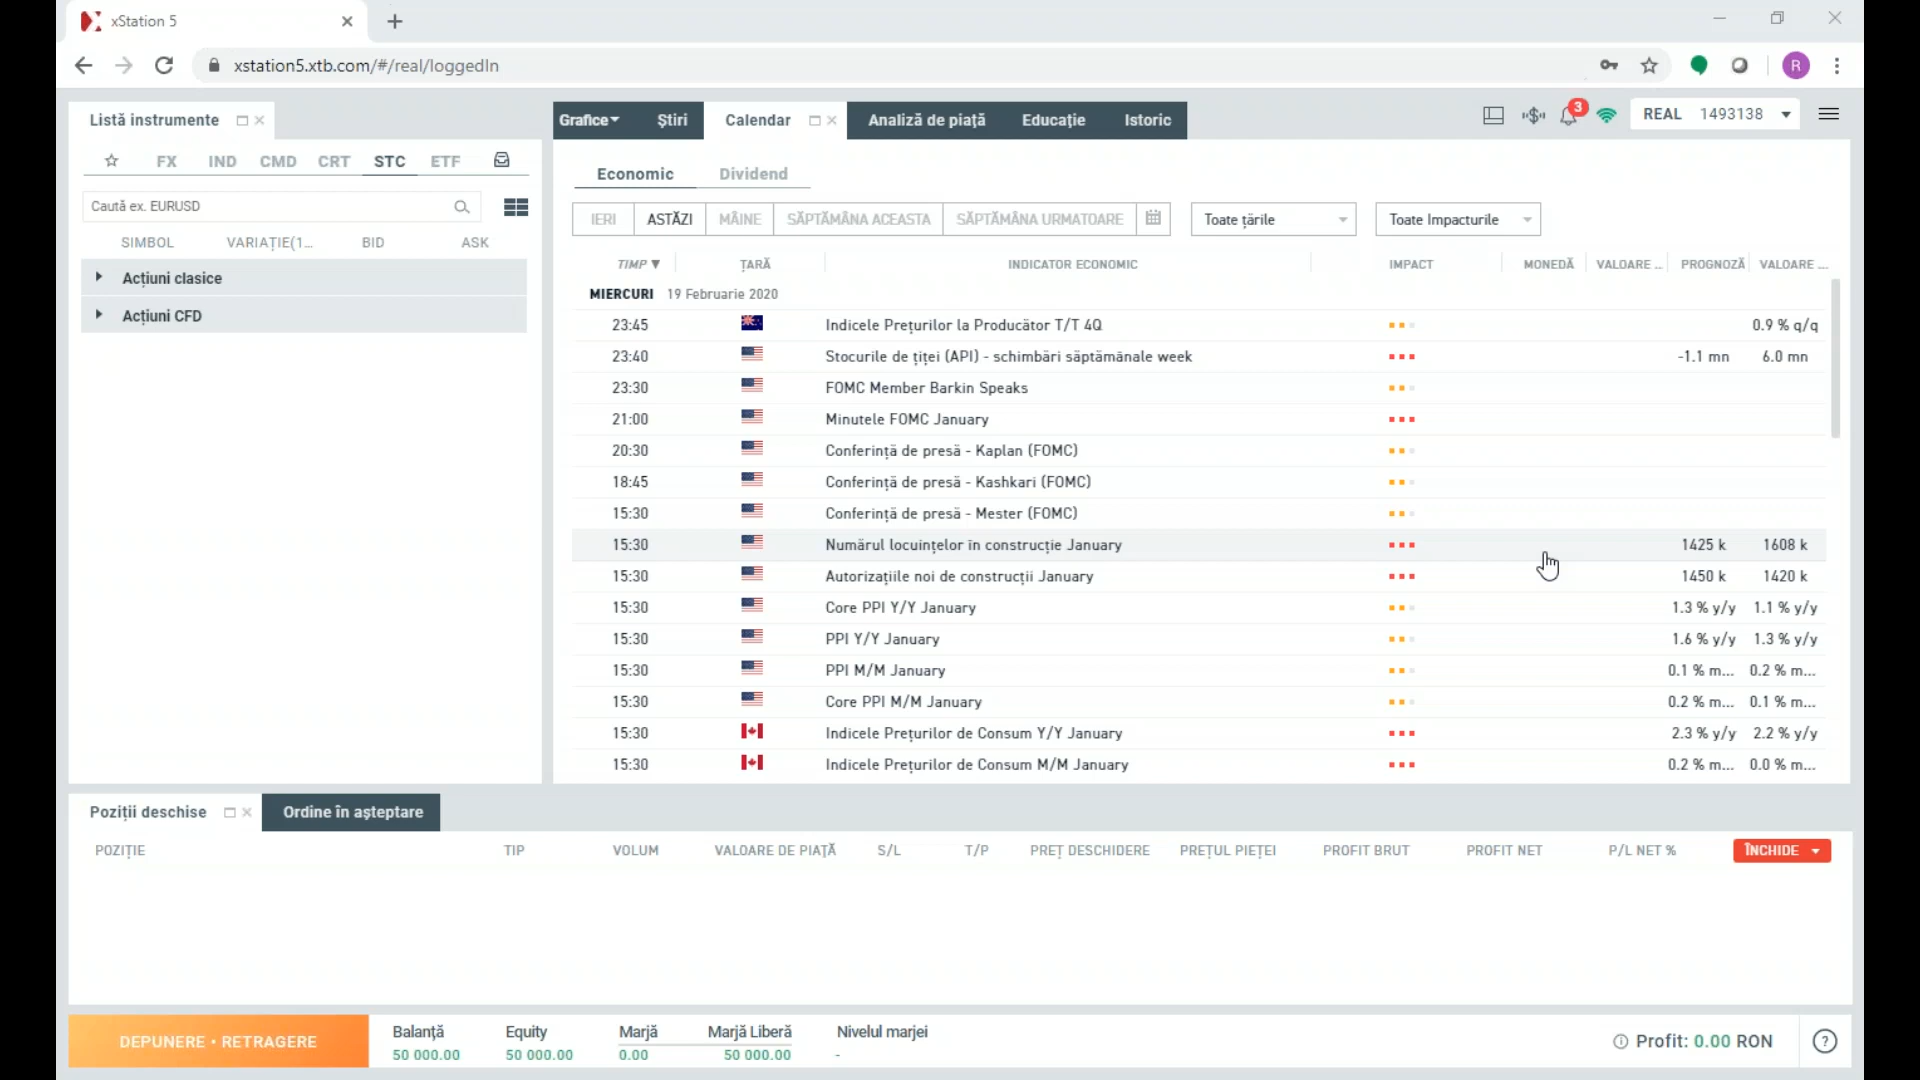 xStation 5
xstation5.xtb.com/#/real/loggedIn
R
Listă instrumente
Grafice
Știri
Calendar
Analiză de piață
Educație
Istoric
3
REAL 1493138
FX IND CMD CRT STC ETF
Economic
Dividend
Caută ex. EURUSD
IERI
ASTĂZI
MÂINE
SĂPTĂMÂNA ACEASTA
SĂPTĂMÂNA URMATOARE
Toate țările
Toate Impacturile
SIMBOL VARIAȚIE(1... BID ASK
Acțiuni clasice
Acțiuni CFD
TIMP ▼ ȚARĂ INDICATOR ECONOMIC IMPACT MONEDĂ VALOARE ... PROGNOZĂ VALOARE ...
MIERCURI 19 Februarie 2020
23:45 Indicele Prețurilor la Producător T/T 4Q 0.9 % q/q
23:40 Stocurile de țiței (API) - schimbări săptămânale week -1.1 mn 6.0 mn
23:30 FOMC Member Barkin Speaks
21:00 Minutele FOMC January
20:30 Conferință de presă - Kaplan (FOMC)
18:45 Conferință de presă - Kashkari (FOMC)
15:30 Conferință de presă - Mester (FOMC)
15:30 Numărul locuințelor în construcție January 1425 k 1608 k
15:30 Autorizațiile noi de construcții January 1450 k 1420 k
15:30 Core PPI Y/Y January 1.3 % y/y 1.1 % y/y
15:30 PPI Y/Y January 1.6 % y/y 1.3 % y/y
15:30 PPI M/M January 0.1 % m... 0.2 % m...
15:30 Core PPI M/M January 0.2 % m... 0.1 % m...
15:30 Indicele Prețurilor de Consum Y/Y January 2.3 % y/y 2.2 % y/y
15:30 Indicele Prețurilor de Consum M/M January 0.2 % m... 0.0 % m...
Poziții deschise
Ordine în așteptare
POZIȚIE TIP VOLUM VALOARE DE PIAȚĂ S/L T/P PREȚ DESCHIDERE PREȚUL PIEȚEI PROFIT BRUT PROFIT NET P/L NET % ÎNCHIDE
DEPUNERE • RETRAGERE
Balanță Equity Marjă Marjă Liberă Nivelul marjei
50 000.00 50 000.00 0.00 50 000.00 -
Profit: 0.00 RON
?